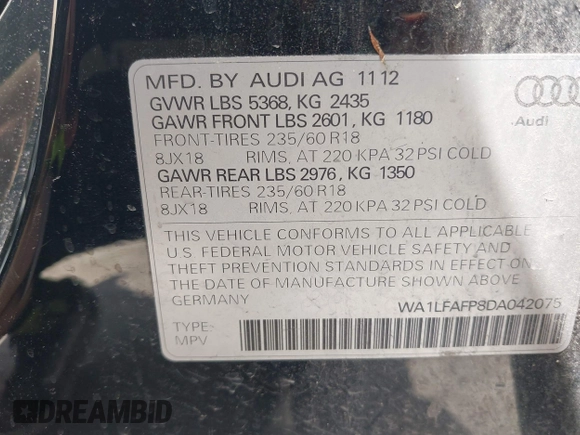 MFD. BY AUDI AG 11 12
GVWR LBS 5368, KG 2435
GAWR FRONT LBS 2601, KG 1180
FRONT-TIRES 235/60 R18
8JX18 RIMS, AT 220 KPA 32 PSI COLD
GAWR REAR LBS 2976, KG 1350
REAR-TIRES 235/60 R18
8JX18 RIMS, AT 220 KPA 32 PSI COLD
Audi
THIS VEHICLE CONFORMS TO ALL APPLICABLE
U.S. FEDERAL MOTOR VEHICLE SAFETY AND
THEFT PREVENTION STANDARDS IN EFFECT ON
THE DATE OF MANUFACTURE SHOWN ABOVE
GERMANY
WA1LFAFP8DA042075
TYPE:
MPV
DREAMBID